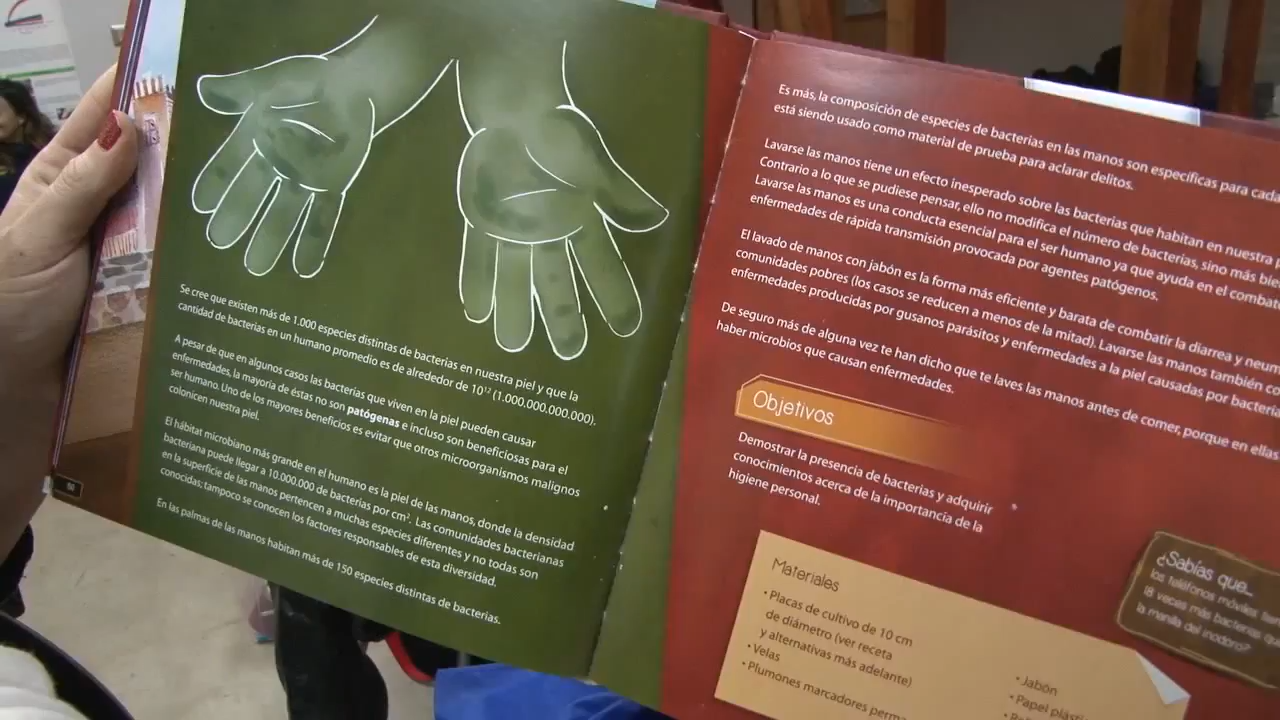 Se cree que existen más de 1.000 especies distintas de bacterias en nuestra piel y que la
cantidad de bacterias en un humano promedio es de alrededor de 10¹² (1.000.000.000.000).
A pesar de que en algunos casos las bacterias que viven en la piel pueden causar
enfermedades, la mayoría de éstas no son patógenas e incluso son beneficiosas para el
ser humano. Uno de los mayores beneficios es evitar que otros microorganismos malignos
colonicen nuestra piel.
El hábitat microbiano más grande en el humano es la piel de las manos, donde la densidad
bacteriana puede llegar a 10.000.000 de bacterias por cm². Las comunidades bacterianas
en la superficie de las manos pertenecen a muchas especies diferentes y no todas son
conocidas; tampoco se conocen los factores responsables de esta diversidad.
En las palmas de las manos habitan más de 150 especies distintas de bacterias.
50
Es más, la composición de especies de bacterias en las manos son específicas para cada
está siendo usado como material de prueba para aclarar delitos.
Lavarse las manos tiene un efecto inesperado sobre las bacterias que habitan en nuestra
Contrario a lo que se pudiese pensar, ello no modifica el número de bacterias, sino más
Lavarse las manos es una conducta esencial para el ser humano ya que ayuda en el
enfermedades de rápida transmisión provocada por agentes patógenos.
El lavado de manos con jabón es la forma más eficiente y barata de combatir la diarrea y
comunidades pobres (los casos se reducen a menos de la mitad). Lavarse las manos también
enfermedades producidas por gusanos parásitos y enfermedades a la piel causadas por
De seguro más de alguna vez te han dicho que te laves las manos antes de comer, porque en ellas
haber microbios que causan enfermedades.
Objetivos
Demostrar la presencia de bacterias y adquirir
conocimientos acerca de la importancia de la
higiene personal.
Materiales
• Placas de cultivo de 10 cm
de diámetro (ver receta
y alternativas más adelante)
• Velas
• Plumones marcadores
• Jabón
• Papel
¿Sabías que...
los teléfonos móviles
18 veces más bacterias
la manilla del inodoro?